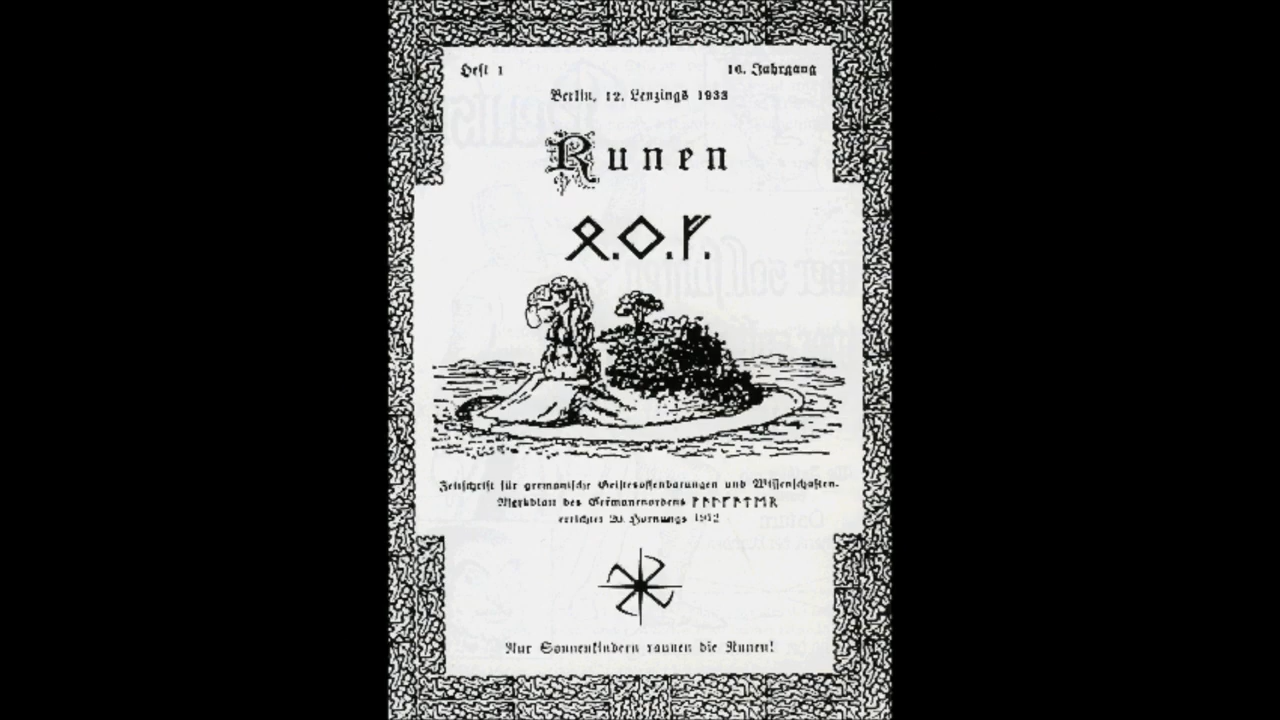 Heft 1
16. Jahrgang
Berlin, 12. Lenzings 1933
Runen
ᛟ.ᛜ.ᚠ.
Zeitschrift für germanische Geistesoffenbarungen und Wissenschaften.
Merkblatt des Germanenordens ᚹᚨᛚᚠᚨᛏᛖᚱ
errichtet 20. Hornungs 1912
Nur Sonnenkindern raunen die Runen!